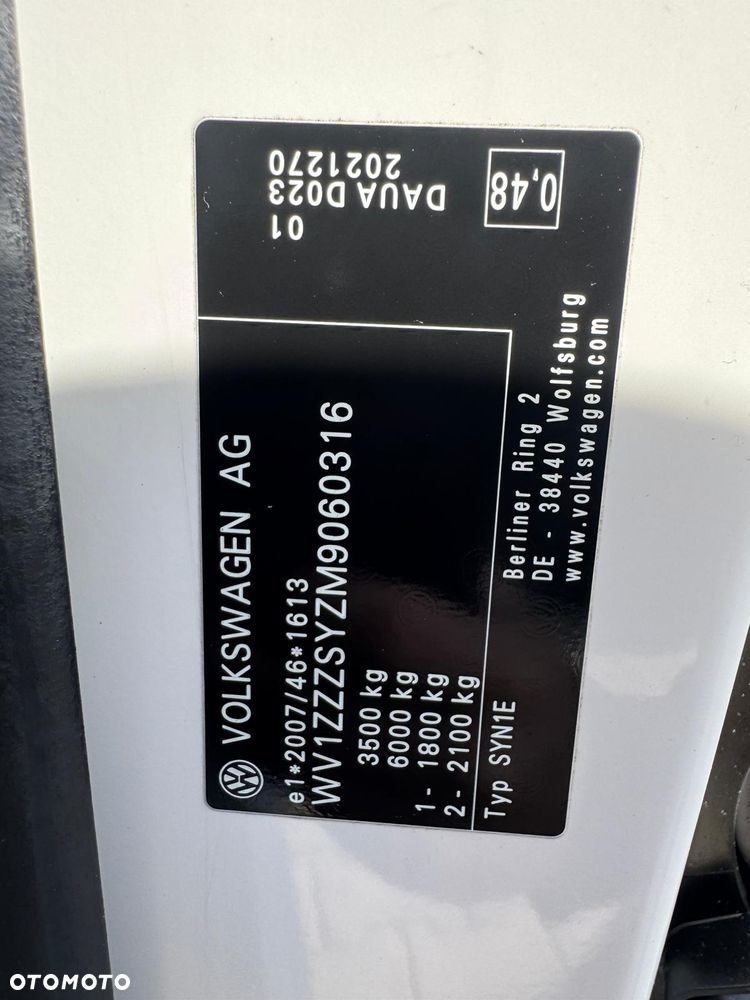 VOLKSWAGEN AG
e1*2007/46*1613
WV1ZZZSYZM9060316
3500 kg
6000 kg
1- 1800 kg
2- 2100 kg
Typ SYN1E
Berliner Ring 2
DE - 38440 Wolfsburg
www.volkswagen.com
01
DAUA D023
2021270
0,48
OTOMOTO